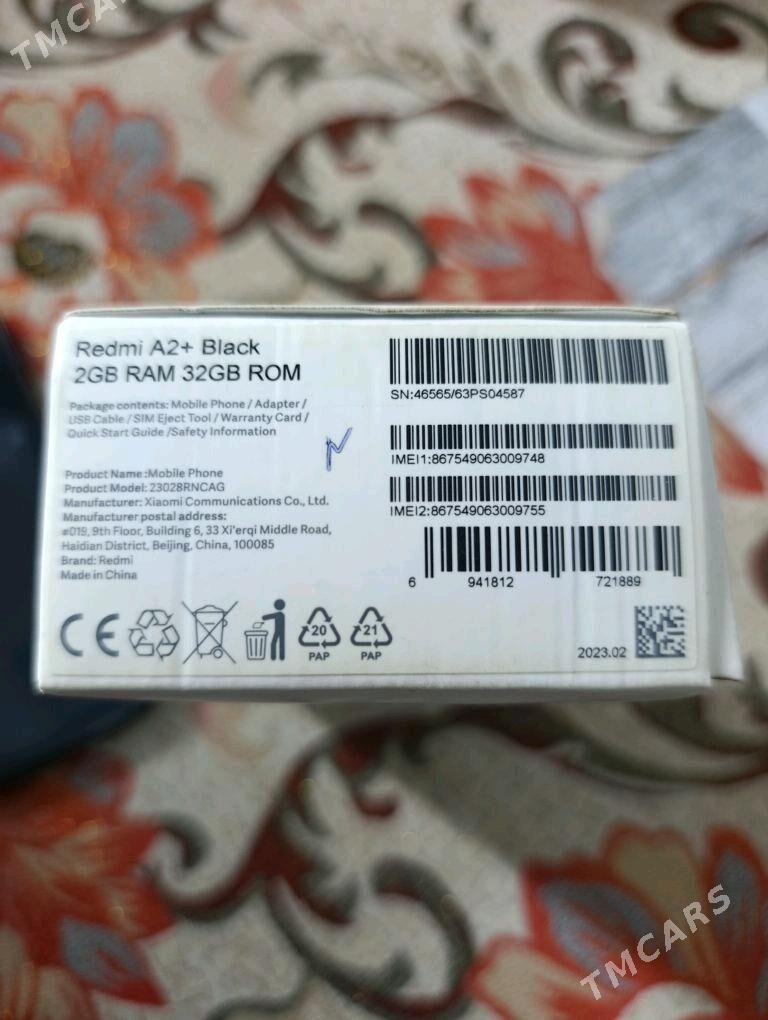 TMCARS
Redmi A2+ Black
2GB RAM 32GB ROM
Package contents: Mobile Phone / Adapter /
USB Cable / SIM Eject Tool / Warranty Card /
Quick Start Guide /Safety Information
Product Name :Mobile Phone
Product Model: 23028RNCAG
Manufacturer: Xiaomi Communications Co., Ltd.
Manufacturer postal address:
#019, 9th Floor, Building 6, 33 Xi'erqi Middle Road,
Haidian District, Beijing, China, 100085
Brand: Redmi
Made in China
CE
20
PAP
21
PAP
SN:46565/63PS04587
IMEI1:867549063009748
IMEI2:867549063009755
6 941812 721889
2023.02
TMCARS